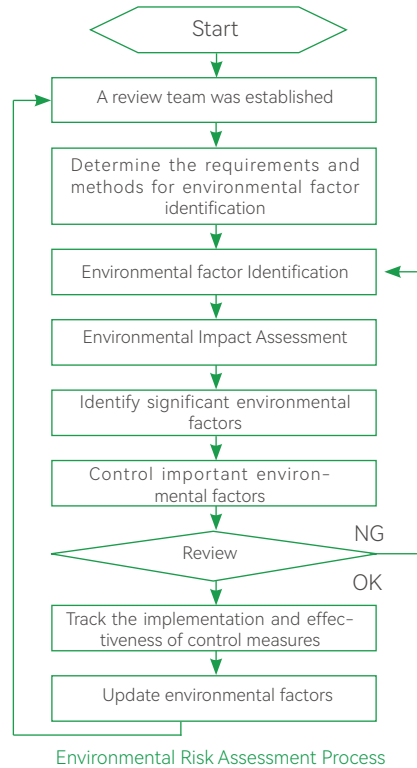 Start
A review team was established
Determine the requirements and
methods for environmental factor
identification
Environmental factor Identification
Environmental Impact Assessment
Identify significant environmental
factors
Control important environ-
mental factors
Review
NG
OK
Track the implementation and effec-
tiveness of control measures
Update environmental factors
Environmental Risk Assessment Process